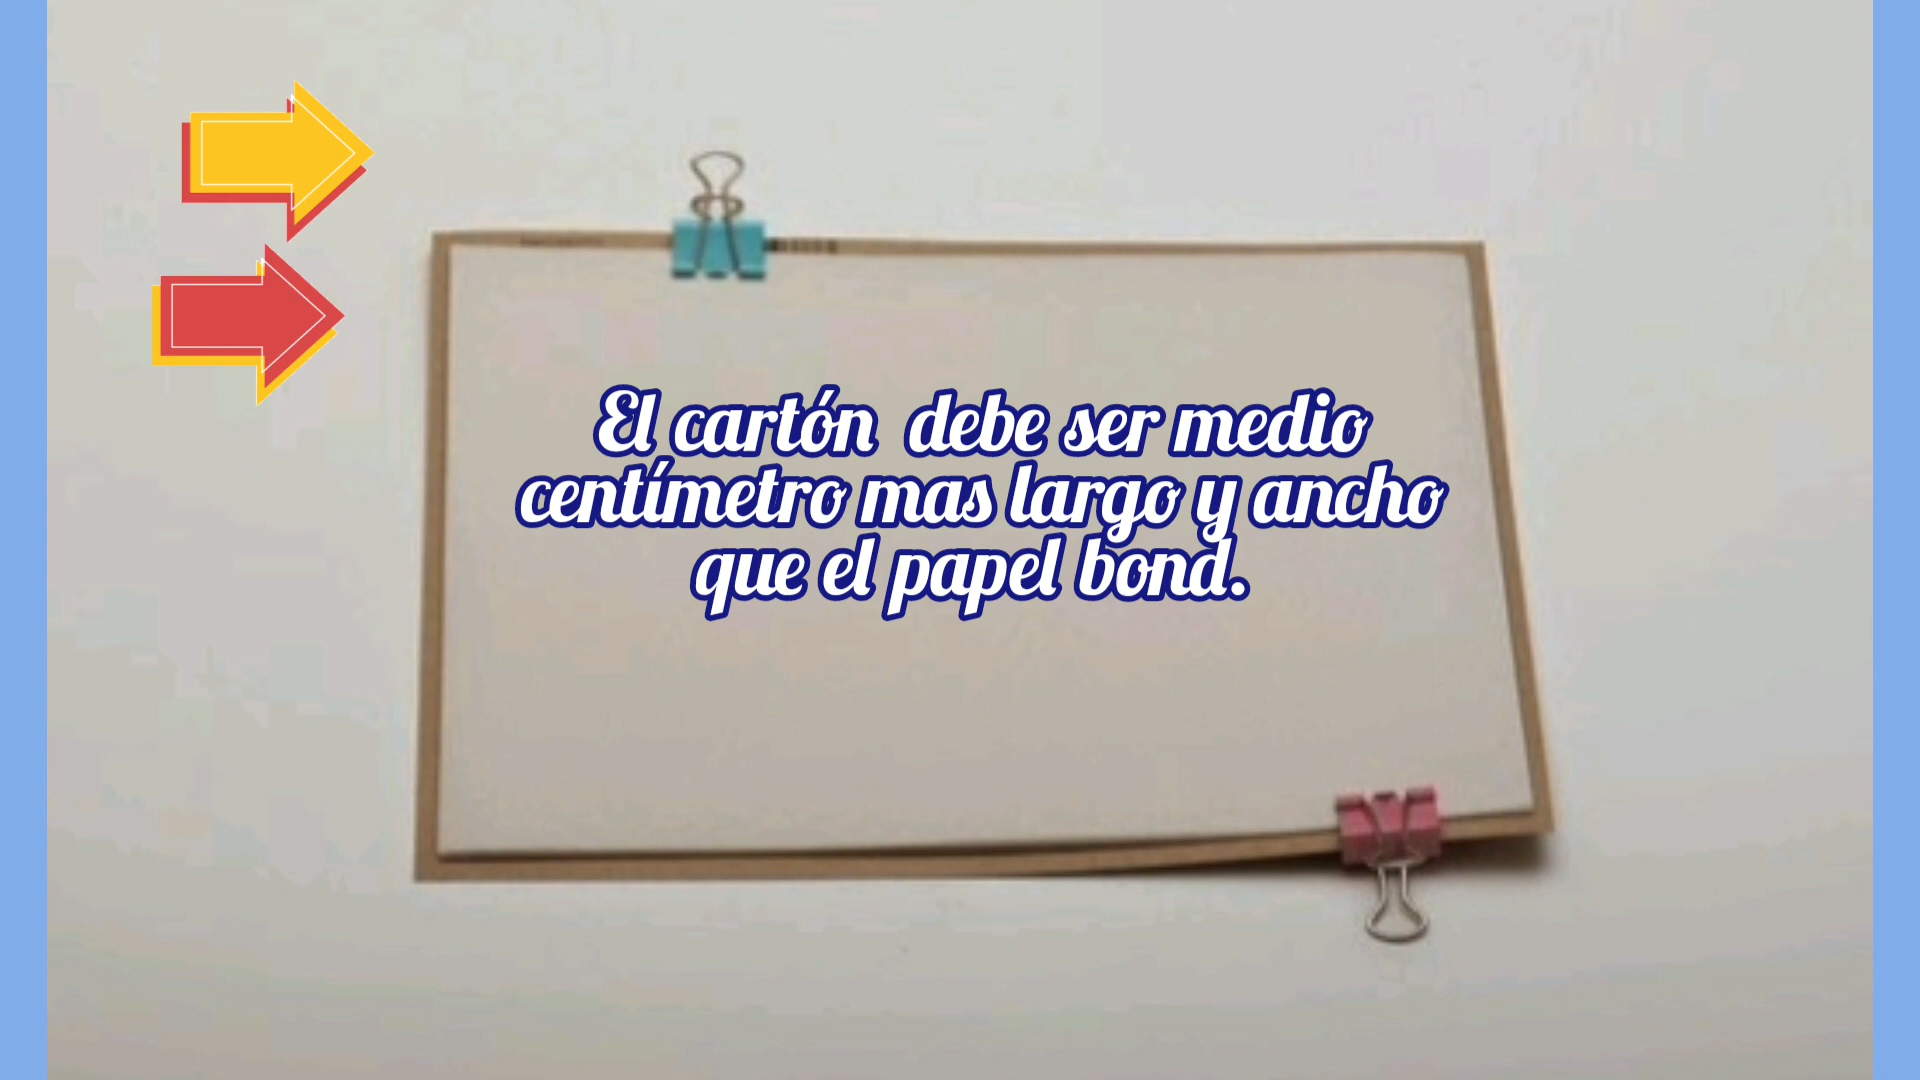 El cartón debe ser medio
centímetro mas largo y ancho
que el papel bond.